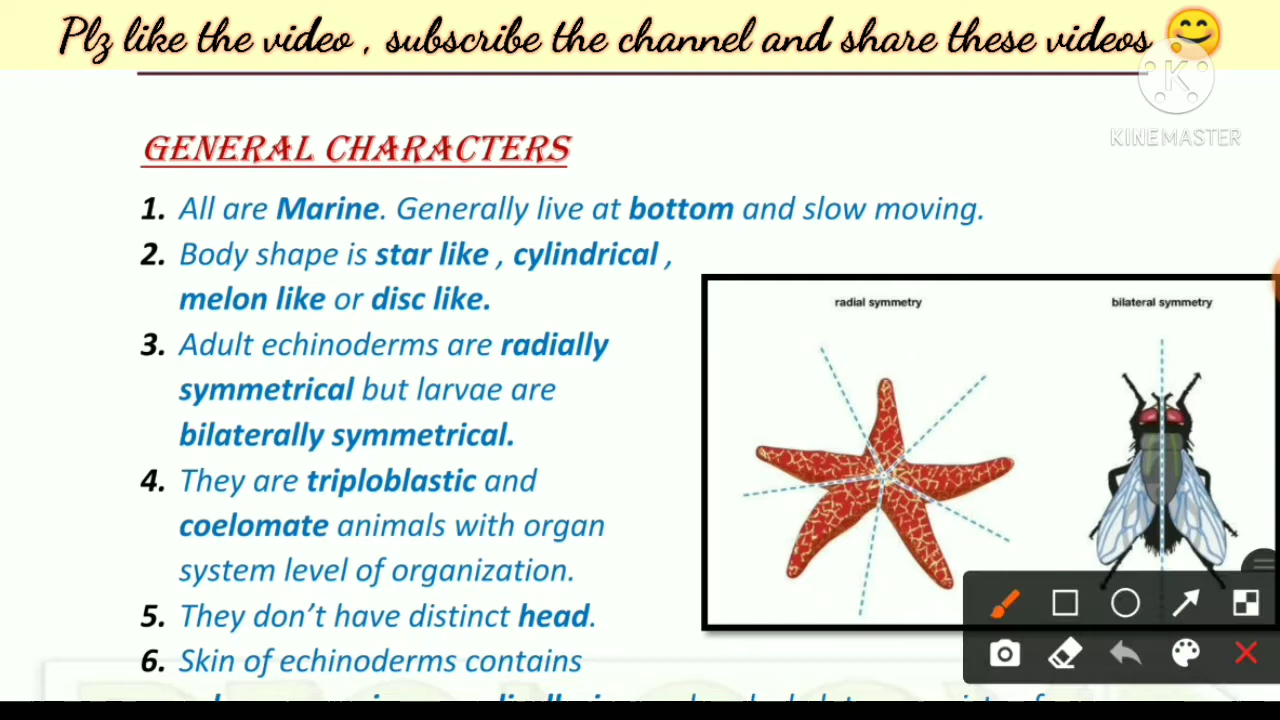 Plz like the video , subscribe the channel and share these videos
KINEMASTER
GENERAL CHARACTERS
1. All are Marine. Generally live at bottom and slow moving.
2. Body shape is star like , cylindrical ,
melon like or disc like.
3. Adult echinoderms are radially
symmetrical but larvae are
bilaterally symmetrical.
4. They are triploblastic and
coelomate animals with organ
system level of organization.
5. They don't have distinct head.
6. Skin of echinoderms contains
radial symmetry
bilateral symmetry